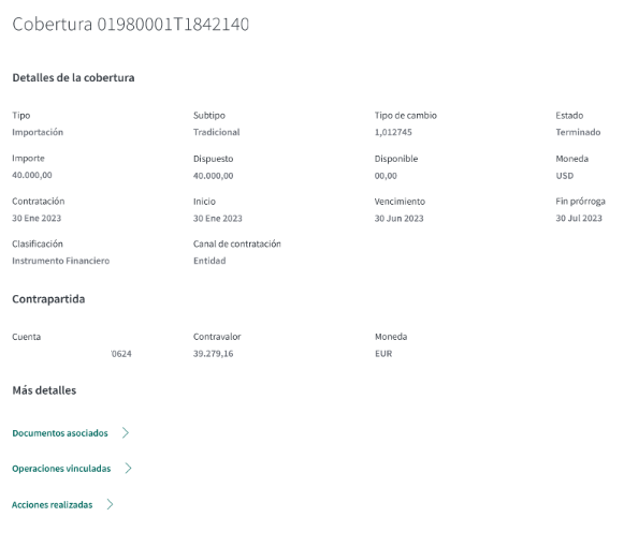 Cobertura 01980001T1842140
Detalles de la cobertura
Tipo Subtipo Tipo de cambio Estado
Importación Tradicional 1,012745 Terminado
Importe Dispuesto Disponible Moneda
40.000,00 40.000,00 00,00 USD
Contratación Inicio Vencimiento Fin prórroga
30 Ene 2023 30 Ene 2023 30 Jun 2023 30 Jul 2023
Clasificación Canal de contratación
Instrumento Financiero Entidad
Contrapartida
Cuenta Contravalor Moneda
0624 39.279,16 EUR
Más detalles
Documentos asociados
Operaciones vinculadas
Acciones realizadas